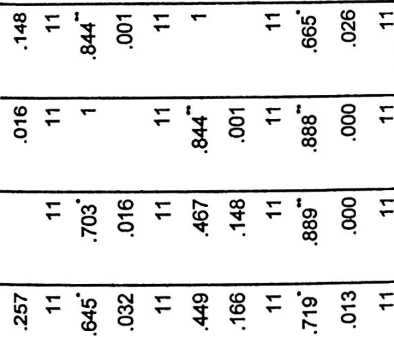 .257 .016 .148
11 11 11 11
.645* .703* 1 .844**
.032 .016 .001
11 11 11 11
.449 .467 .844** 1
.166 .148 .001
11 11 11 11
.719* .889** .888** .665*
.013 .000 .000 .026
11 11 11 11